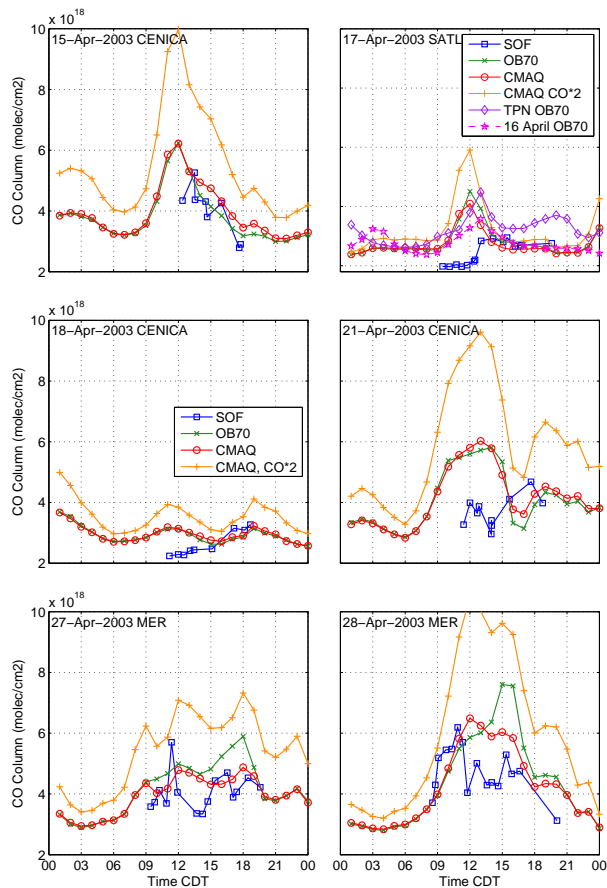 x 10^18
15-Apr-2003 CENICA
CO Column (molec/cm2)
10
8
6
4
2
17-Apr-2003 SATL
SOF
OB70
CMAQ
CMAQ CO*2
TPN OB70
16 April OB70
x 10^18
18-Apr-2003 CENICA
CO Column (molec/cm2)
10
8
6
4
2
SOF
OB70
CMAQ
CMAQ, CO*2
21-Apr-2003 CENICA
x 10^18
27-Apr-2003 MER
CO Column (molec/cm2)
10
8
6
4
2
00 03 06 09 12 15 18 21 00
Time CDT
28-Apr-2003 MER
00 03 06 09 12 15 18 21 00
Time CDT